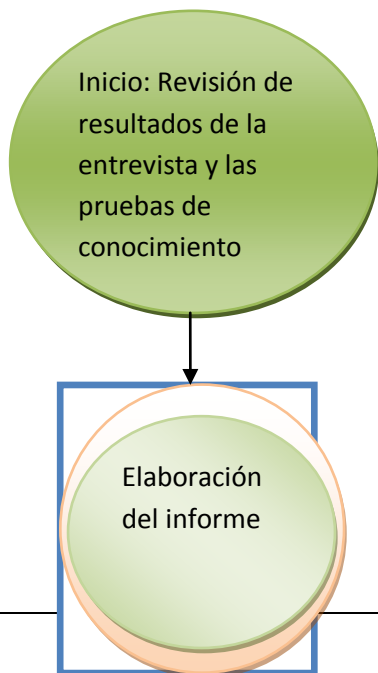 Inicio: Revisión de
resultados de la
entrevista y las
pruebas de
conocimiento
Elaboración
del informe